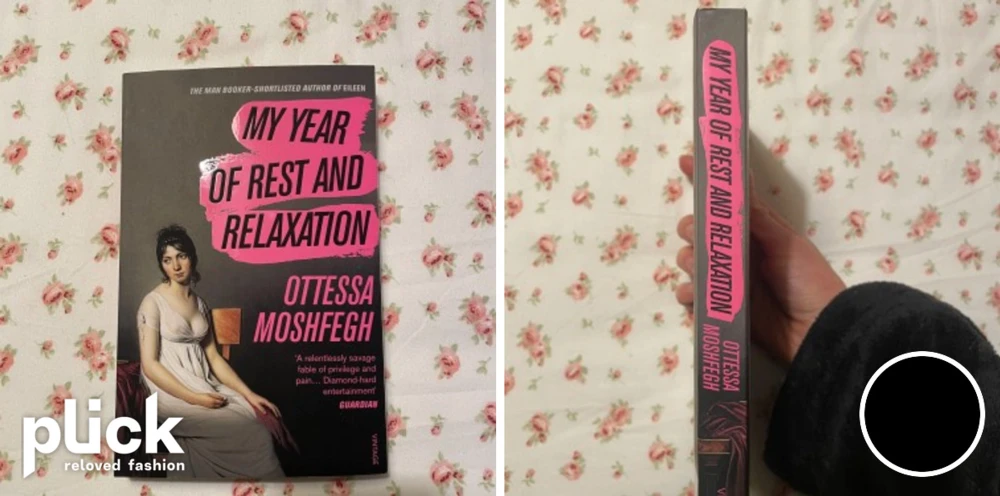 THE MAN BOOKER-SHORTLISTED AUTHOR OF EILEEN
MY YEAR
OF REST AND
RELAXATION
OTTESSA
MOSHFEGH
'A relentlessly savage
fable of privilege and
pain... Diamond-hard
entertainment'
GUARDIAN
VINTAGE
plick
reloved fashion
MY YEAR OF REST AND RELAXATION
OTTESSA
MOSHFEGH
V